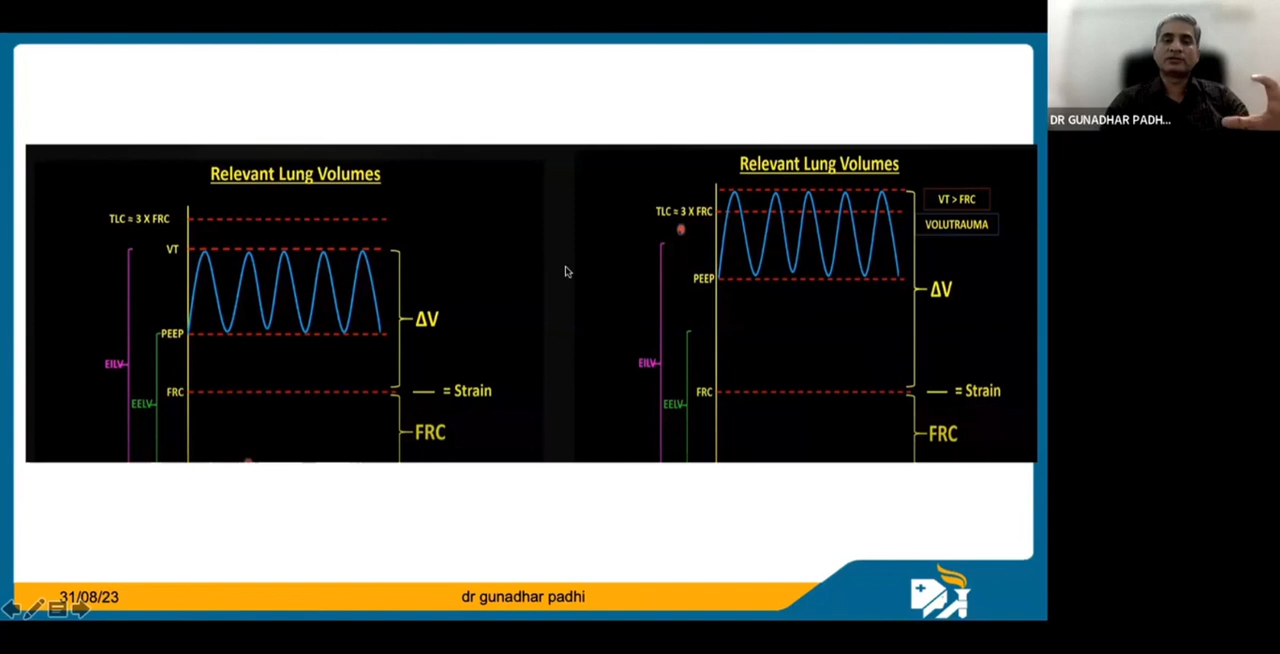 DR GUNADHAR PADH...
Relevant Lung Volumes
TLC = 3 X FRC
VT
PEEP
EILV
EELV
FRC
ΔV
= Strain
FRC
Relevant Lung Volumes
TLC = 3 X FRC
PEEP
EILV
EELV
FRC
VT > FRC
VOLUTRAUMA
ΔV
= Strain
FRC
31/08/23
dr gunadhar padhi